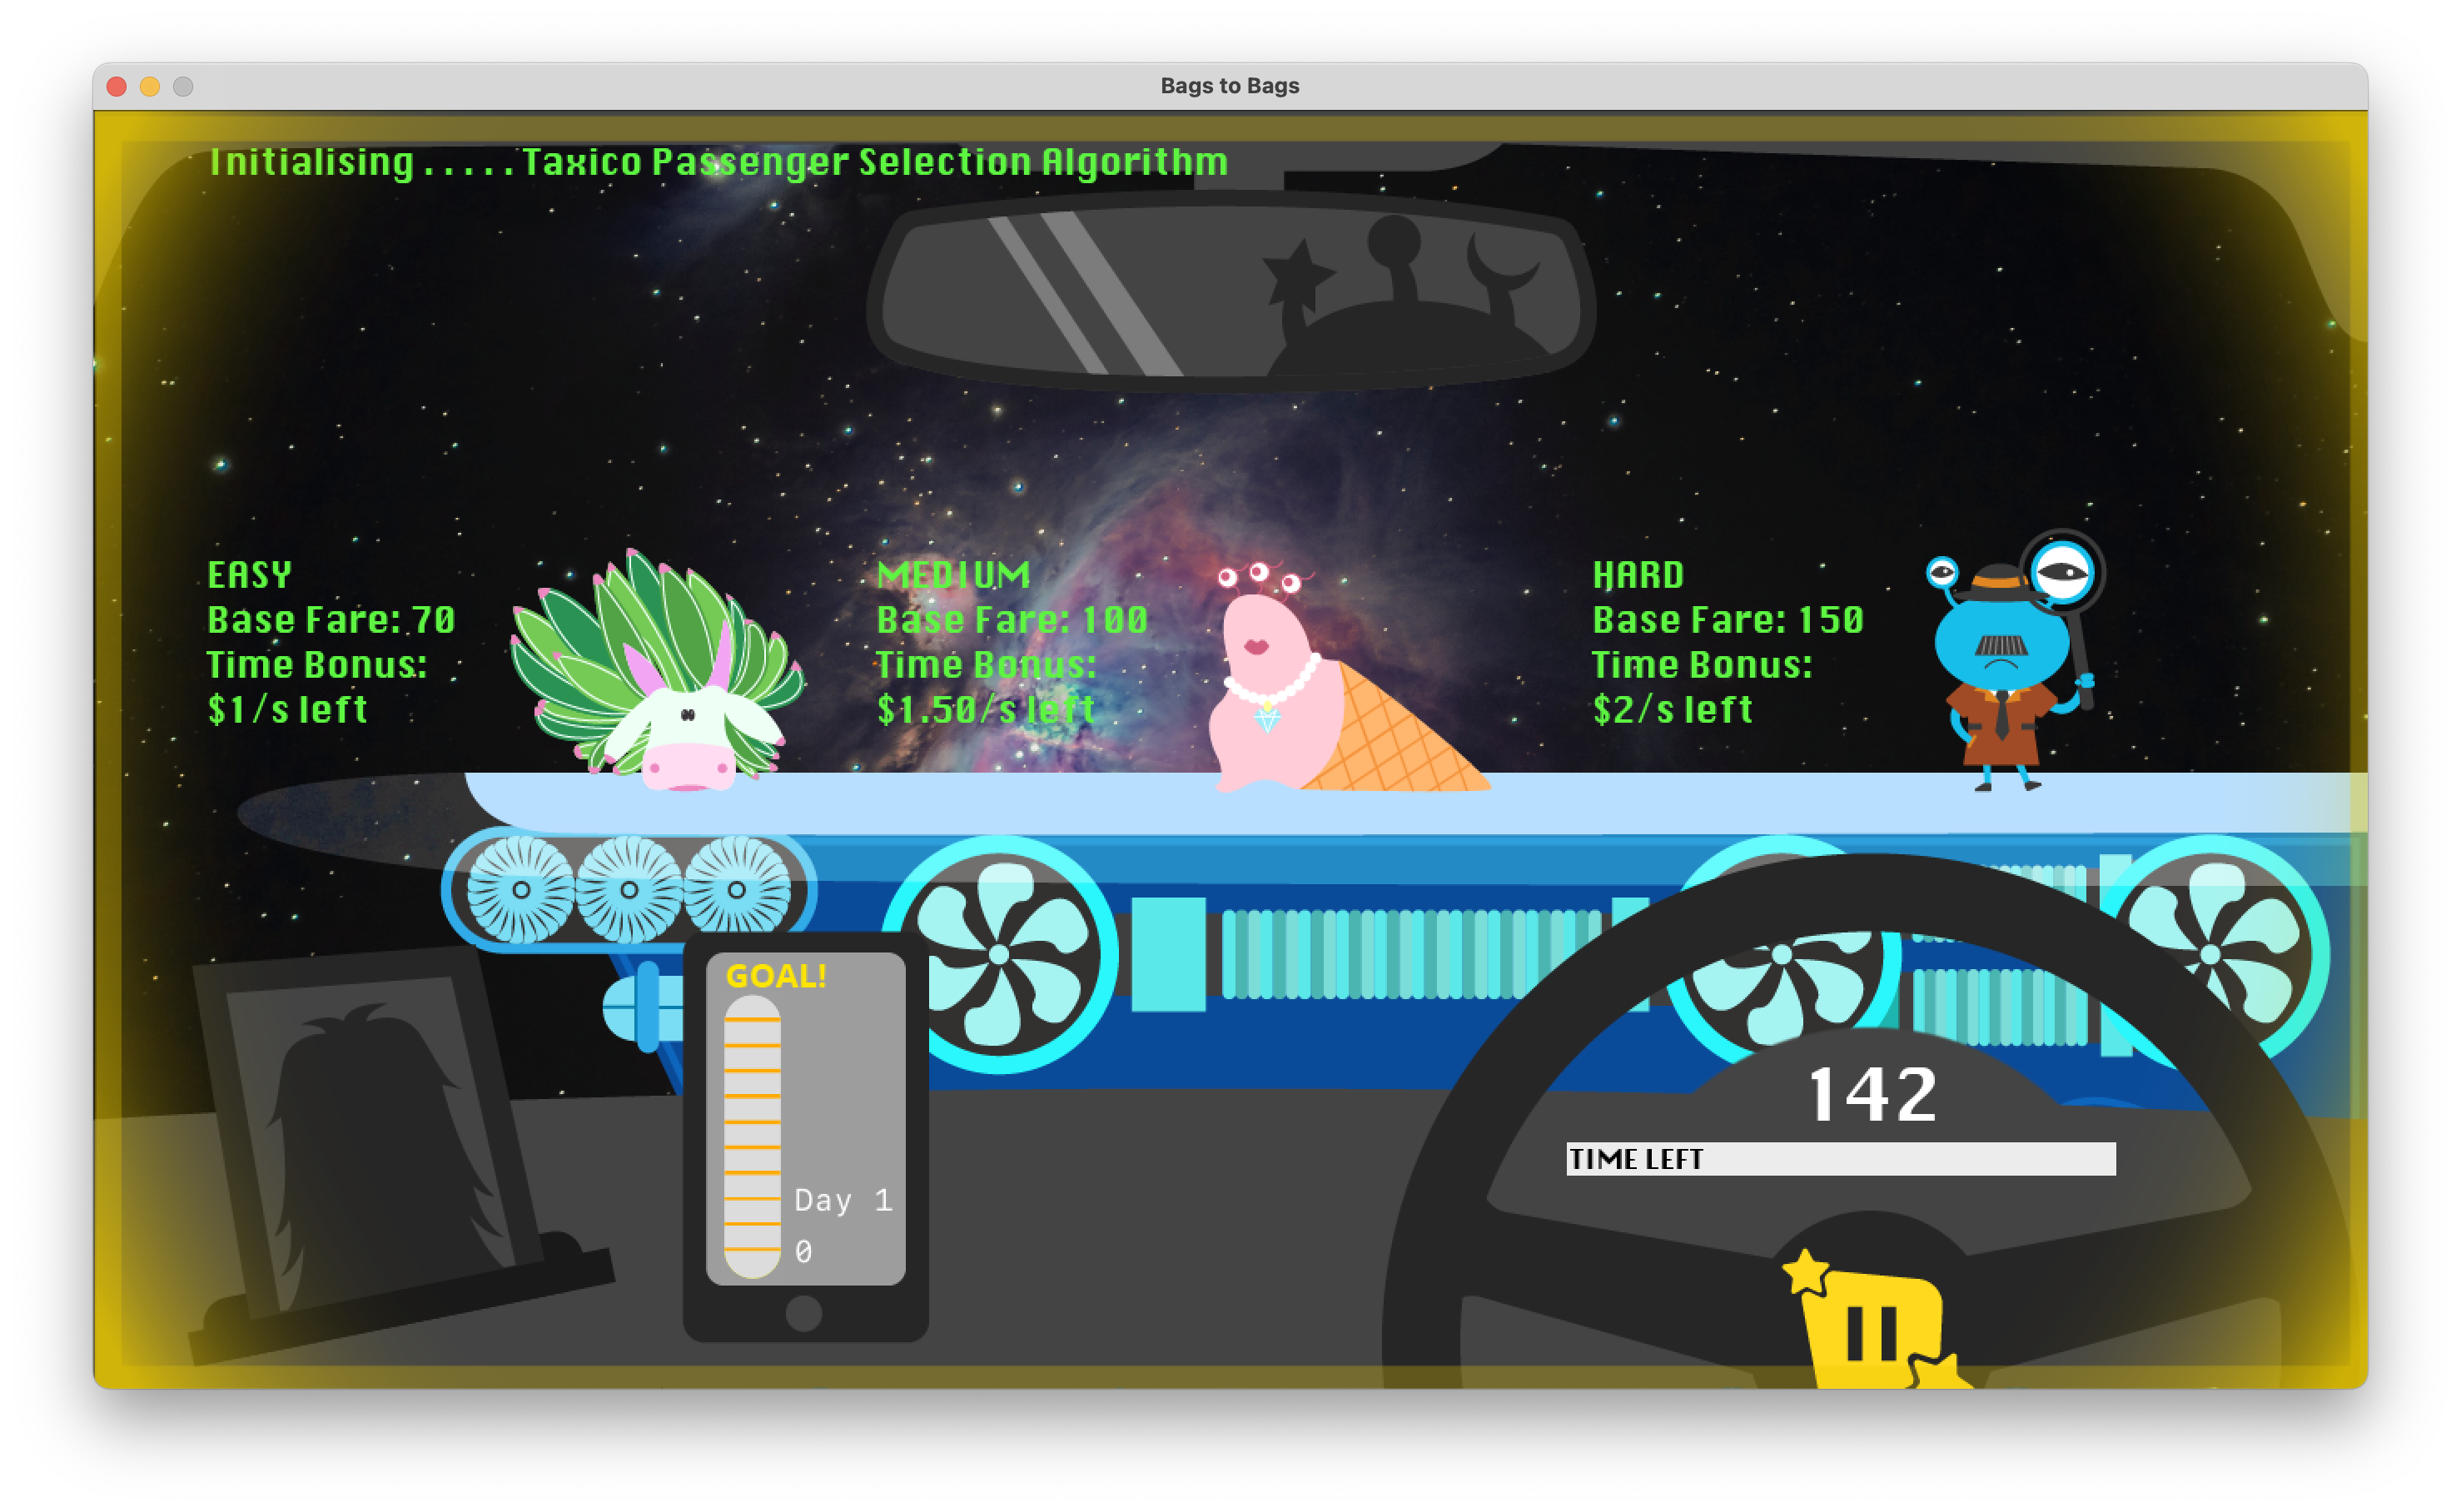 Bags to Bags
Initialising.....Taxico Passenger Selection Algorithm
EASY
Base Fare: 70
Time Bonus:
$1/s left
MEDIUM
Base Fare: 100
Time Bonus:
$1.50/s left
HARD
Base Fare: 150
Time Bonus:
$2/s left
GOAL!
Day 1
0
142
TIME LEFT